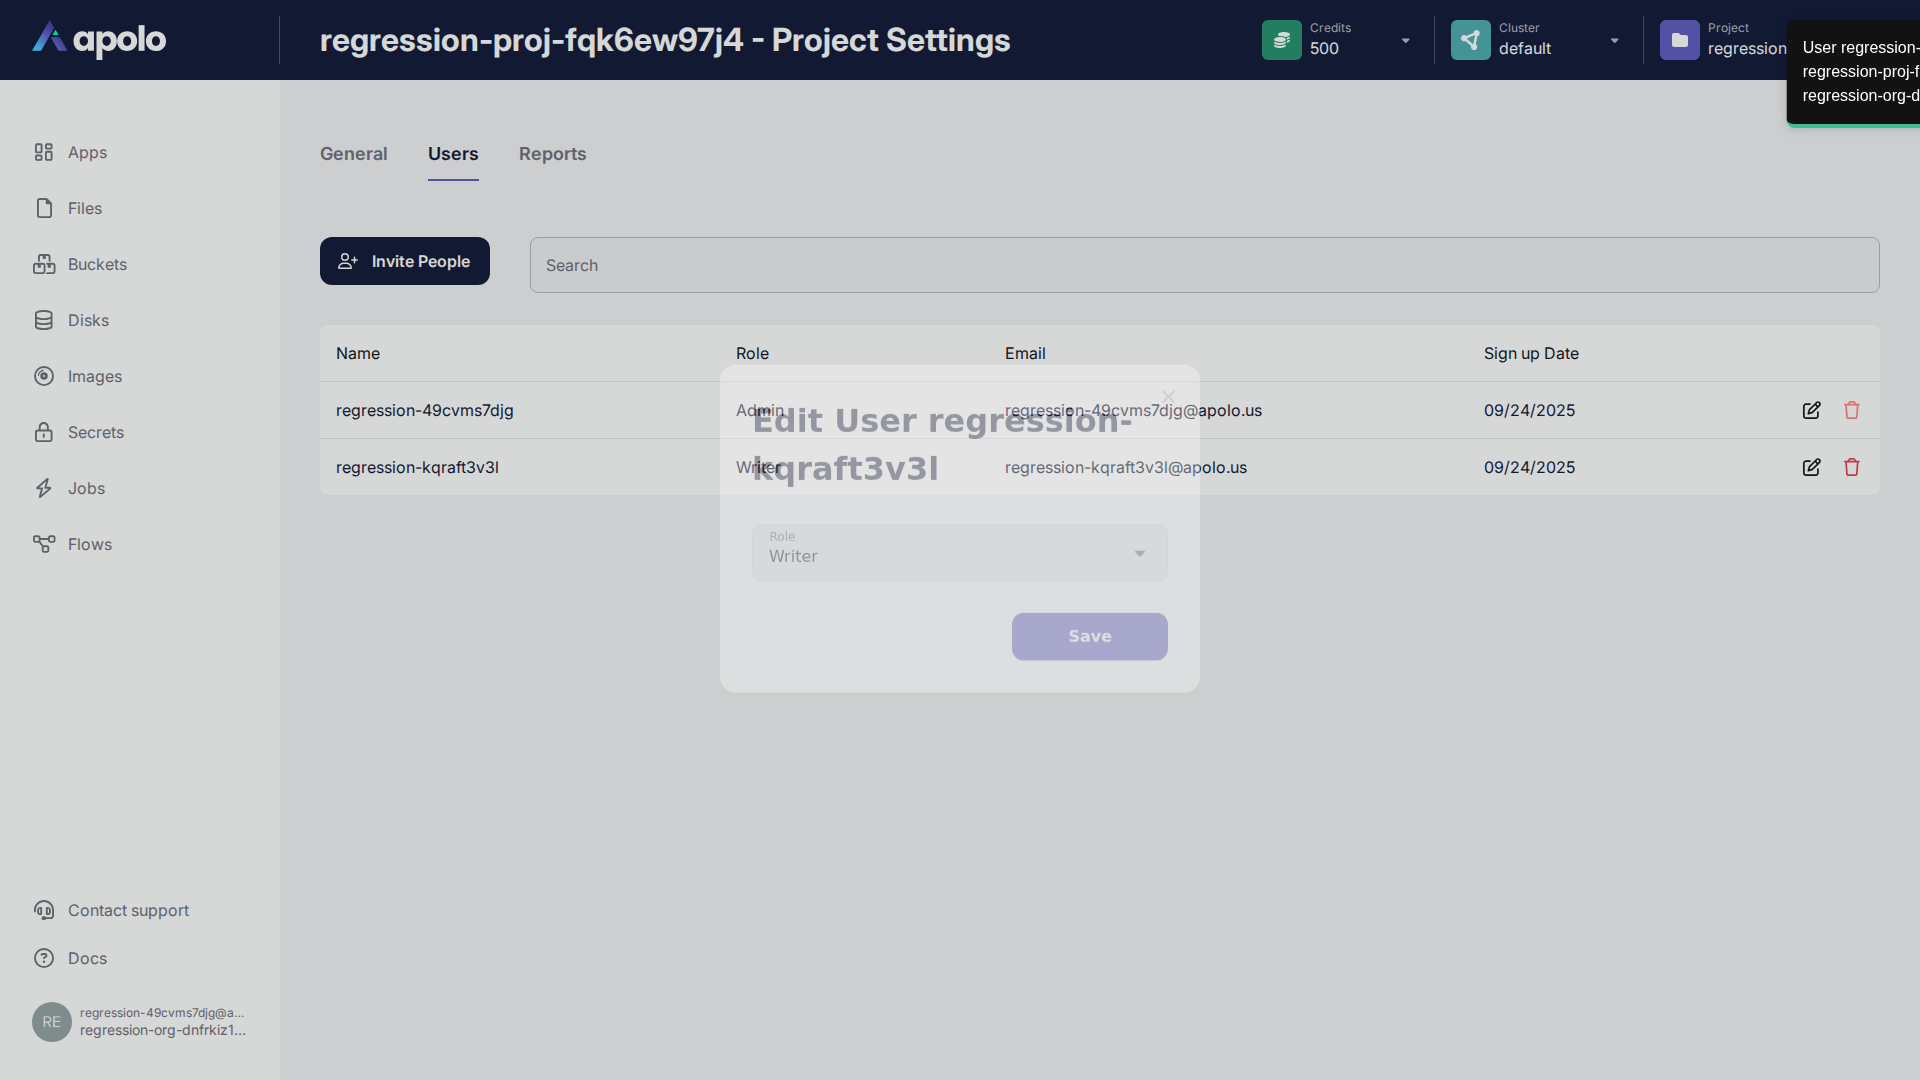 apolo
regression-proj-fqk6ew97j4 - Project Settings
Credits
500
Cluster
default
Project
regression
User regression-
regression-proj-f
regression-org-d
Apps
Files
Buckets
Disks
Images
Secrets
Jobs
Flows
Contact support
Docs
RE
regression-49cvms7djg@a...
regression-org-dnfrkiz1...
General Users Reports
Invite People
Search
Name Role Email Sign up Date
regression-49cvms7djg Admin regression-49cvms7djg@apolo.us 09/24/2025
regression-kqraft3v3l Writer regression-kqraft3v3l@apolo.us 09/24/2025
Edit User regression-
kqraft3v3l
Role
Writer
Save